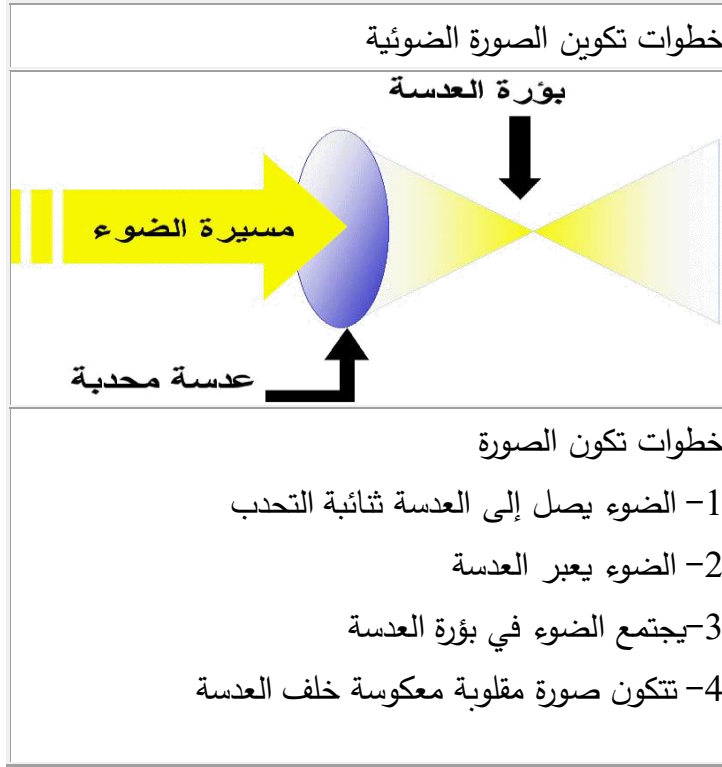 خطوات تكوين الصورة الضوئية
بؤرة العدسة
مسيرة الضوء
عدسة محدبة
خطوات تكون الصورة
1- الضوء يصل إلى العدسة ثنائبة التحدب
2- الضوء يعبر العدسة
3-يجتمع الضوء في بؤرة العدسة
4- تتكون صورة مقلوبة معكوسة خلف العدسة